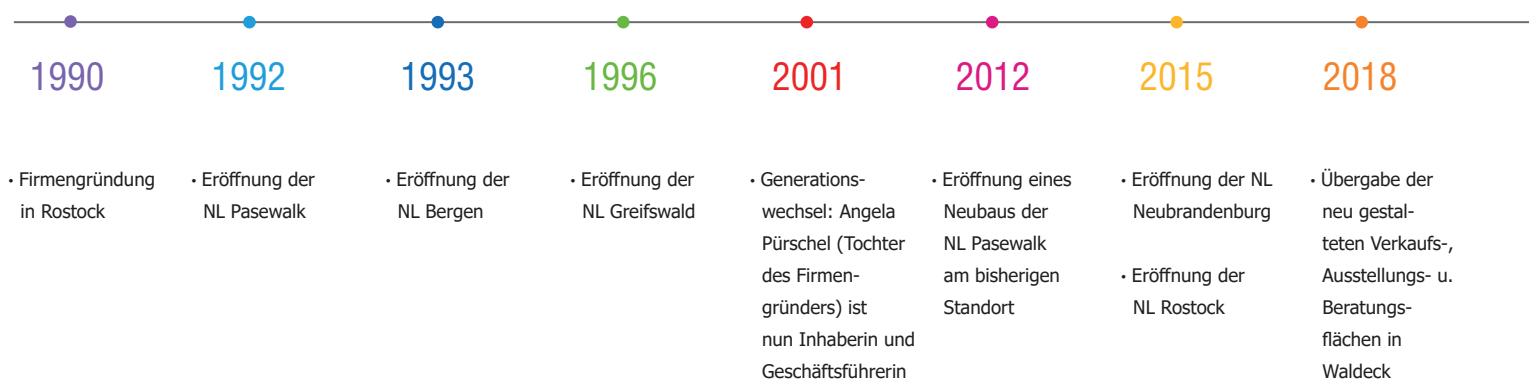 1990
1992
1993
1996
2001
2012
2015
2018
· Firmengründung
in Rostock
· Eröffnung der
NL Pasewalk
· Eröffnung der
NL Bergen
· Eröffnung der
NL Greifswald
· Generations-
wechsel: Angela
Pürschel (Tochter
des Firmen-
gründers) ist
nun Inhaberin und
Geschäftsführerin
· Eröffnung eines
Neubaus der
NL Pasewalk
am bisherigen
Standort
· Eröffnung der NL
Neubrandenburg
· Eröffnung der
NL Rostock
· Übergabe der
neu gestal-
teten Verkaufs-,
Ausstellungs- u.
Beratungs-
flächen in
Waldeck